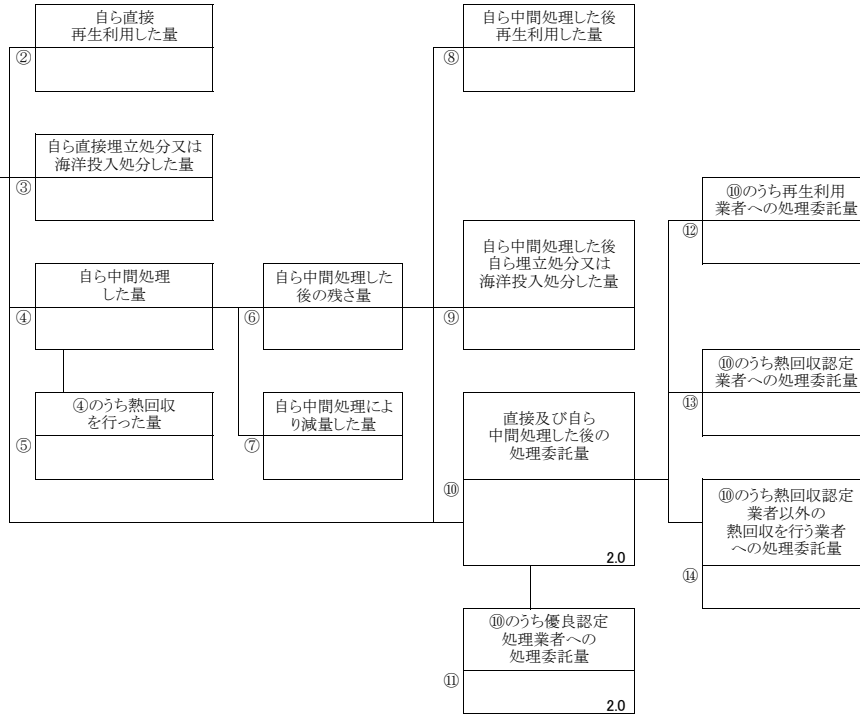 自ら直接
再生利用した量
②
自ら直接埋立処分又は
海洋投入処分した量
③
自ら中間処理
した量
④
④のうち熱回収
を行った量
⑤
自ら中間処理した
後の残さ量
⑥
自ら中間処理によ
り減量した量
⑦
自ら中間処理した後
再生利用した量
⑧
自ら中間処理した後
自ら埋立処分又は
海洋投入処分した量
⑨
直接及び自ら
中間処理した後の
処理委託量
⑩
2.0
⑩のうち優良認定
処理業者への
処理委託量
⑪
2.0
⑩のうち再生利用
業者への処理委託量
⑫
⑩のうち熱回収認定
業者への処理委託量
⑬
⑩のうち熱回収認定
業者以外の
熱回収を行う業者
への処理委託量
⑭